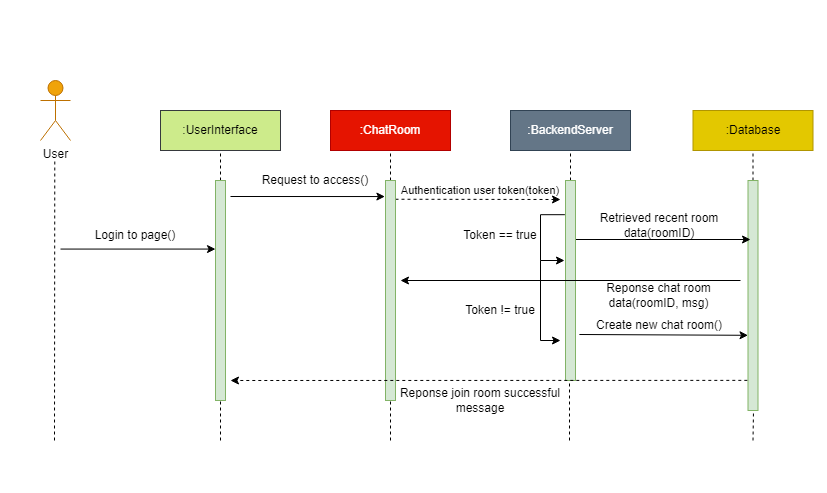 User
:UserInterface
:ChatRoom
:BackendServer
:Database
Request to access()
Authentication user token(token)
Retrieved recent room
data(roomID)
Login to page()
Token == true
Reponse chat room
data(roomID, msg)
Token != true
Create new chat room()
Reponse join room successful
message